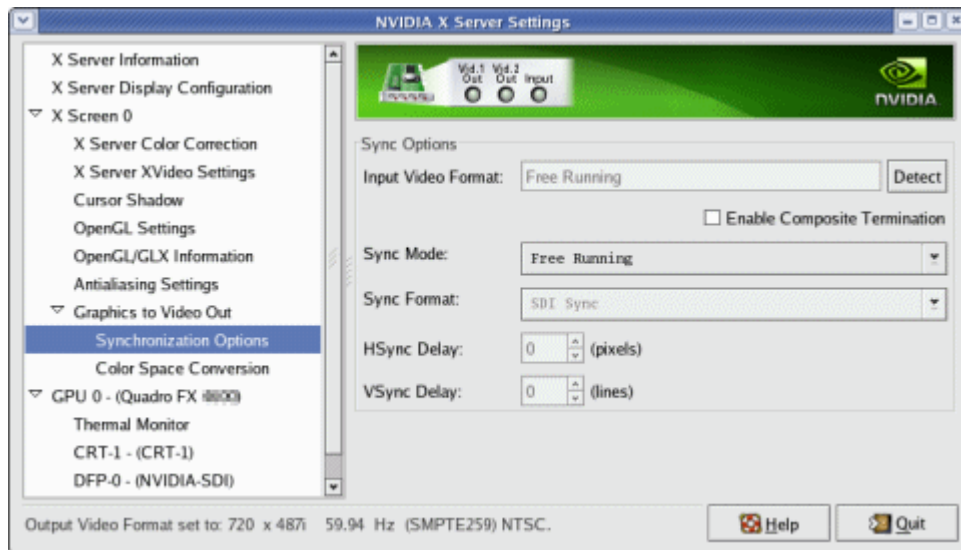 NVIDIA X Server Settings
X Server Information
X Server Display Configuration
X Screen 0
X Server Color Correction
X Server XVideo Settings
Cursor Shadow
OpenGL Settings
OpenGL/GLX Information
Antialiasing Settings
Graphics to Video Out
Synchronization Options
Color Space Conversion
GPU 0 - (Quadro FX
Thermal Monitor
CRT-1 - (CRT-1)
DFP-0 - (NVIDIA-SDI)
Vid.1 Out Vid.2 Out Input
NVIDIA.
Sync Options
Input Video Format: Free Running Detect
Enable Composite Termination
Sync Mode: Free Running
Sync Format: SDI Sync
HSync Delay: 0 (pixels)
VSync Delay: 0 (lines)
Output Video Format set to: 720 x 487i 59.94 Hz (SMPTE259) NTSC.
Help Quit